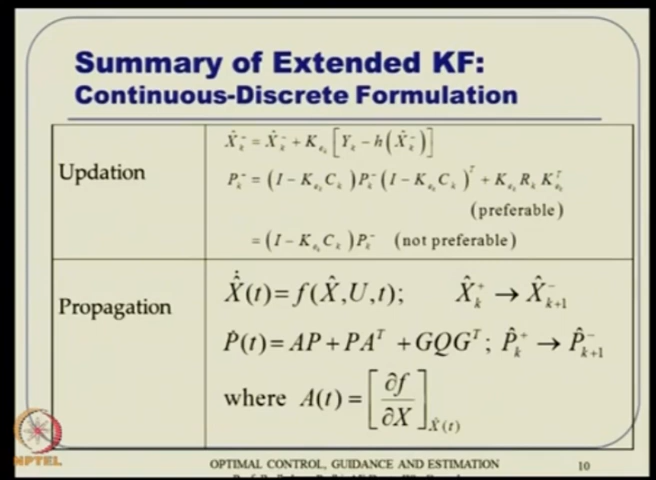 Summary of Extended KF:
Continuous-Discrete Formulation
Updation
X̂ₖ⁻ = X̂ₖ⁻ + Kₑₖ [Yₖ − h(X̂ₖ⁻)]
Pₖ⁻ = (I − Kₑₖ Cₖ) Pₖ⁻ (I − Kₑₖ Cₖ)ᵀ + Kₑₖ Rₖ Kₑₖᵀ
(preferable)
= (I − Kₑₖ Cₖ) Pₖ⁻ (not preferable)
Propagation
X̂̇(t) = f(X̂, U, t); X̂ₖ⁺ → X̂ₖ₊₁⁻
Ṗ(t) = AP + PAᵀ + GQGᵀ; P̂ₖ⁺ → P̂ₖ₊₁⁻
where A(t) = [∂f/∂X]X̂(t)
NPTEL
OPTIMAL CONTROL, GUIDANCE AND ESTIMATION 10